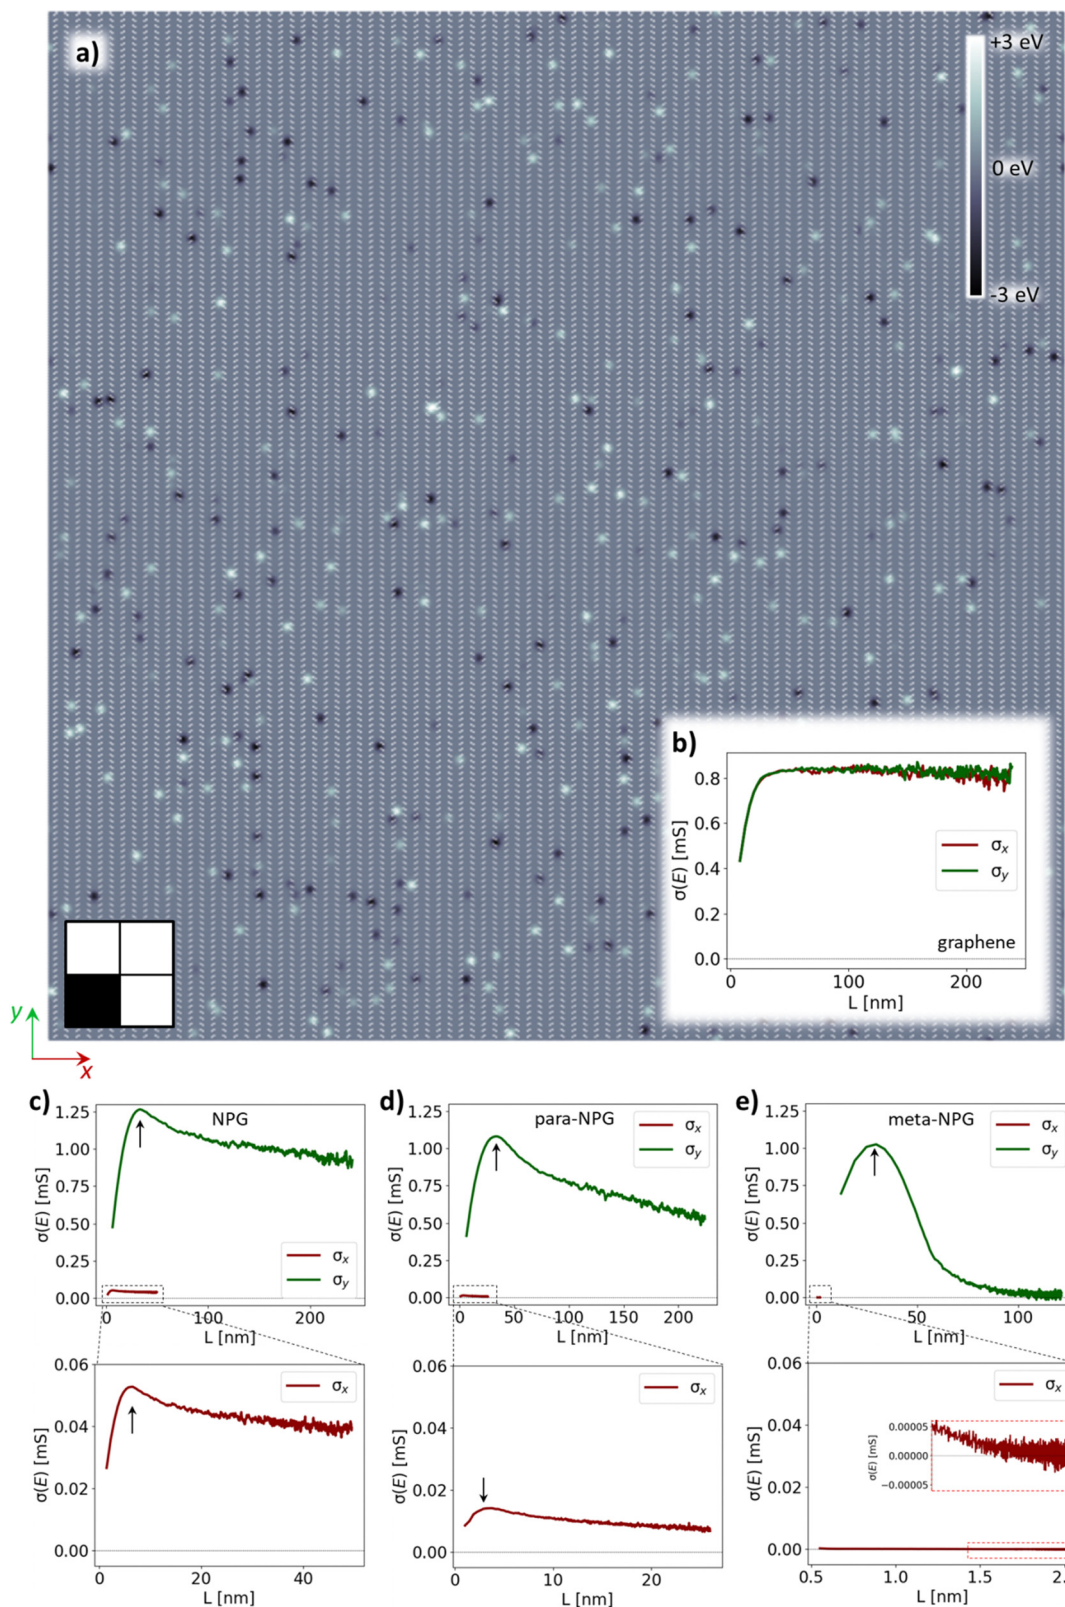 a)
+3 eV
0 eV
-3 eV
b)
0.8
0.6
0.4
0.2
0.0
σ(E) [mS]
σx
σy
graphene
0
100
200
L [nm]
y
x
c)
NPG
1.25
1.00
0.75
0.50
0.25
0.00
σ(E) [mS]
σx
σy
0
100
200
L [nm]
d)
para-NPG
1.25
1.00
0.75
0.50
0.25
0.00
σ(E) [mS]
σx
σy
0
50
100
150
200
L [nm]
e)
meta-NPG
1.25
1.00
0.75
0.50
0.25
0.00
σ(E) [mS]
σx
σy
0
50
100
L [nm]
0.06
0.04
0.02
0.00
σ(E) [mS]
σx
0
10
20
30
40
50
L [nm]
0.06
0.04
0.02
0.00
σ(E) [mS]
σx
0
5
10
15
20
25
L [nm]
0.06
0.04
0.02
0.00
σ(E) [mS]
σx
0.00005
0.00000
−0.00005
σ(E) [mS]
0.5
1.0
1.5
L [nm]